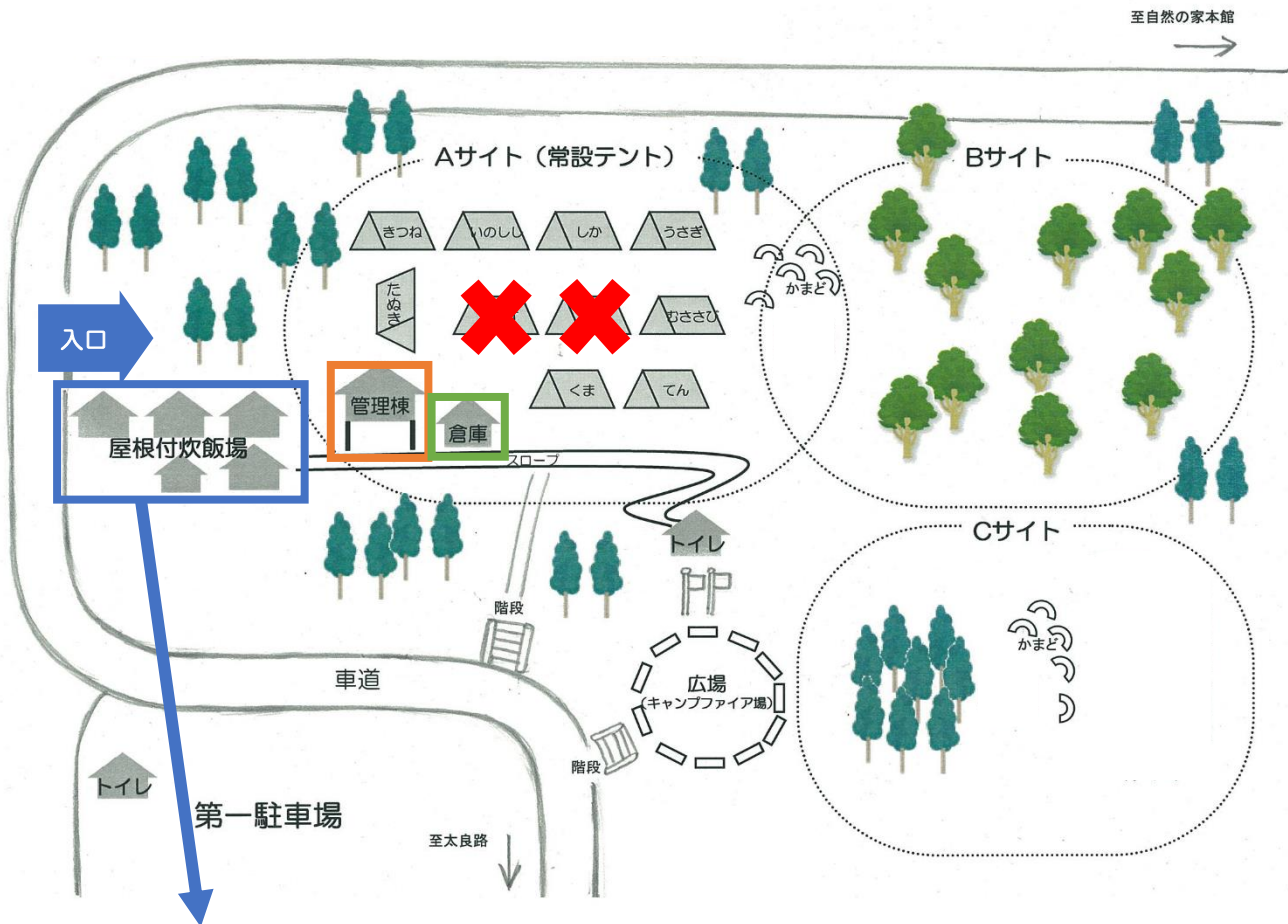 至自然の家本館
Aサイト（常設テント）
Bサイト
きつね
いのしし
しか
うさぎ
たぬき
かまど
むささび
入口
くま
てん
管理棟
倉庫
屋根付炊飯場
スロープ
トイレ
Cサイト
階段
かまど
車道
広場
（キャンプファイア場）
階段
トイレ
第一駐車場
至太良路